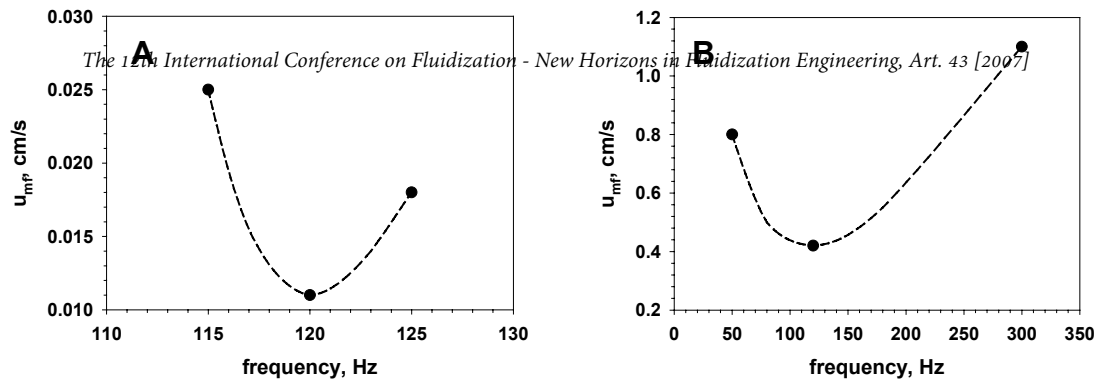 The 12th International Conference on Fluidization - New Horizons in Fluidization Engineering, Art. 43 [2007]
A
0.030
0.025
0.020
0.015
0.010
u_mf, cm/s
110 115 120 125 130
frequency, Hz
B
1.2
1.0
0.8
0.6
0.4
0.2
u_mf, cm/s
0 50 100 150 200 250 300 350
frequency, Hz